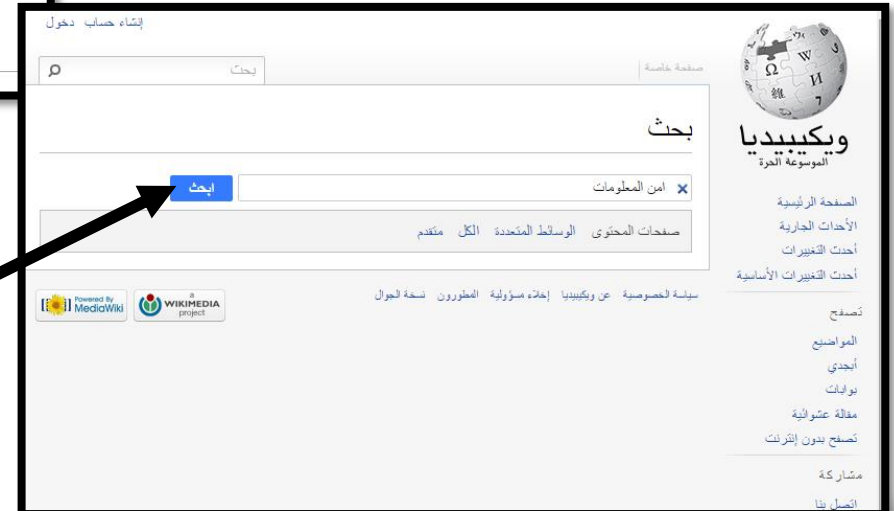 إنشاء حساب دخول
صفحة خاصة
بحث
ويكيبيديا
الموسوعة الحرة
بحث
امن المعلومات
ابحث
صفحات المحتوى الوسائط المتعددة الكل متقدم
سياسة الخصوصية عن ويكيبيديا إخلاء مسؤولية المطورون نسخة الجوال
a WIKIMEDIA project
Powered By MediaWiki
الصفحة الرئيسية
الأحداث الجارية
أحدث التغييرات
أحدث التغييرات الأساسية
تصفح
المواضيع
أبجدي
بوابات
مقالة عشوائية
تصفح بدون إنترنت
مشاركة
اتصل بنا